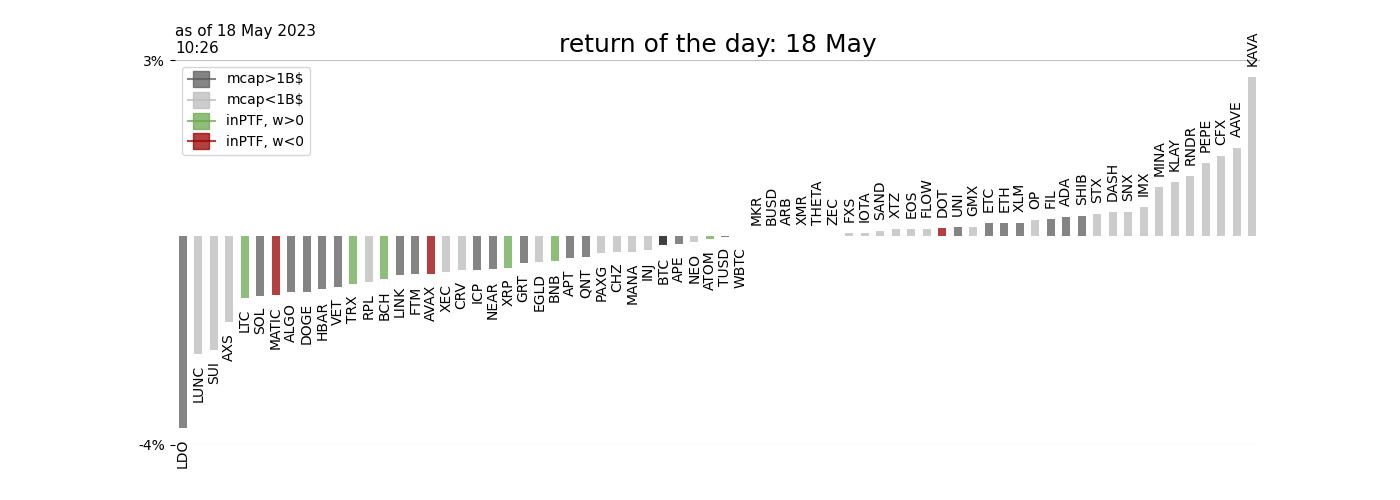 as of 18 May 2023
10:26
return of the day: 18 May
3%
mcap>1B$
mcap<1B$
inPTF, w>0
inPTF, w<0
-4%
LDO
LUNC
SUI
AXS
LTC
SOL
MATIC
ALGO
DOGE
HBAR
VET
TRX
RPL
BCH
LINK
FTM
AVAX
XEC
CRV
ICP
NEAR
XRP
GRT
EGLD
BNB
APT
QNT
PAXG
CHZ
MANA
INJ
BTC
APE
NEO
ATOM
TUSD
WBTC
MKR
BUSD
ARB
XMR
THETA
ZEC
FXS
IOTA
SAND
XTZ
EOS
FLOW
DOT
UNI
GMX
ETC
ETH
XLM
OP
FIL
ADA
SHIB
STX
DASH
SNX
IMX
MINA
KLAY
RNDR
PEPE
CFX
AAVE
KAVA